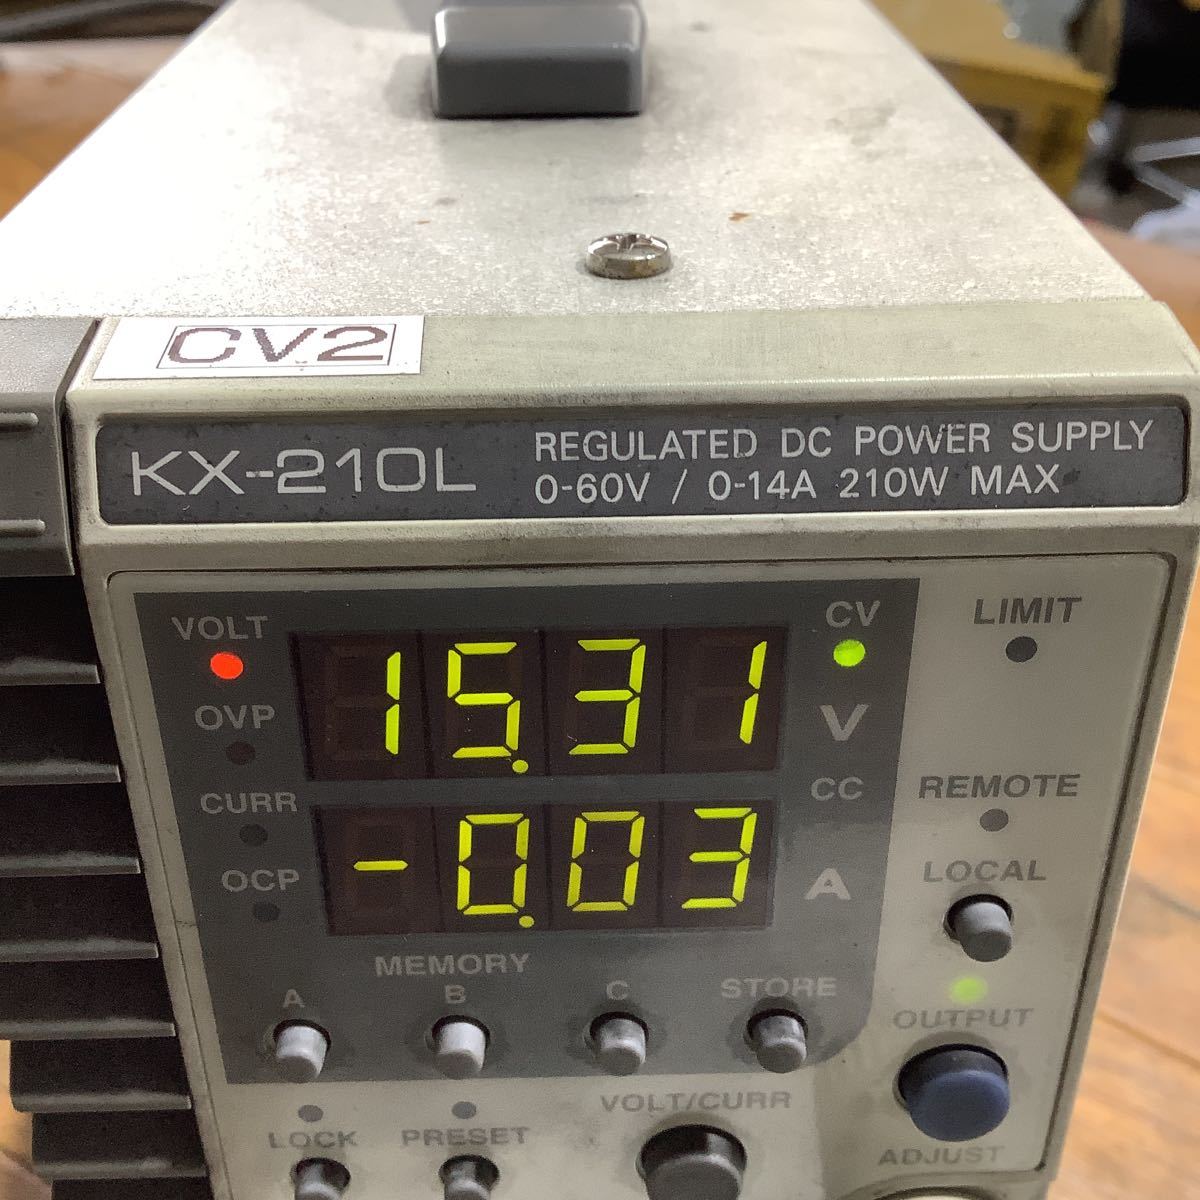 CV2
KX-210L
REGULATED DC POWER SUPPLY
0-60V / 0-14A 210W MAX
VOLT
OVP
CURR
OCP
15.31
-0.03
CV
V
CC
A
LIMIT
REMOTE
LOCAL
MEMORY
A B C STORE
OUTPUT
LOCK PRESET VOLT/CURR
ADJUST